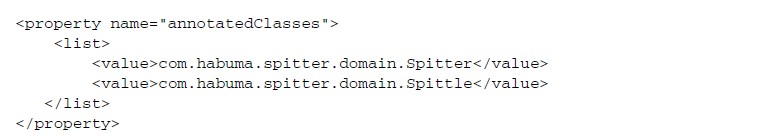 <property name="annotatedClasses">
    <list>
        <value>com.habuma.spitter.domain.Spitter</value>
        <value>com.habuma.spitter.domain.Spittle</value>
   </list>
</property>